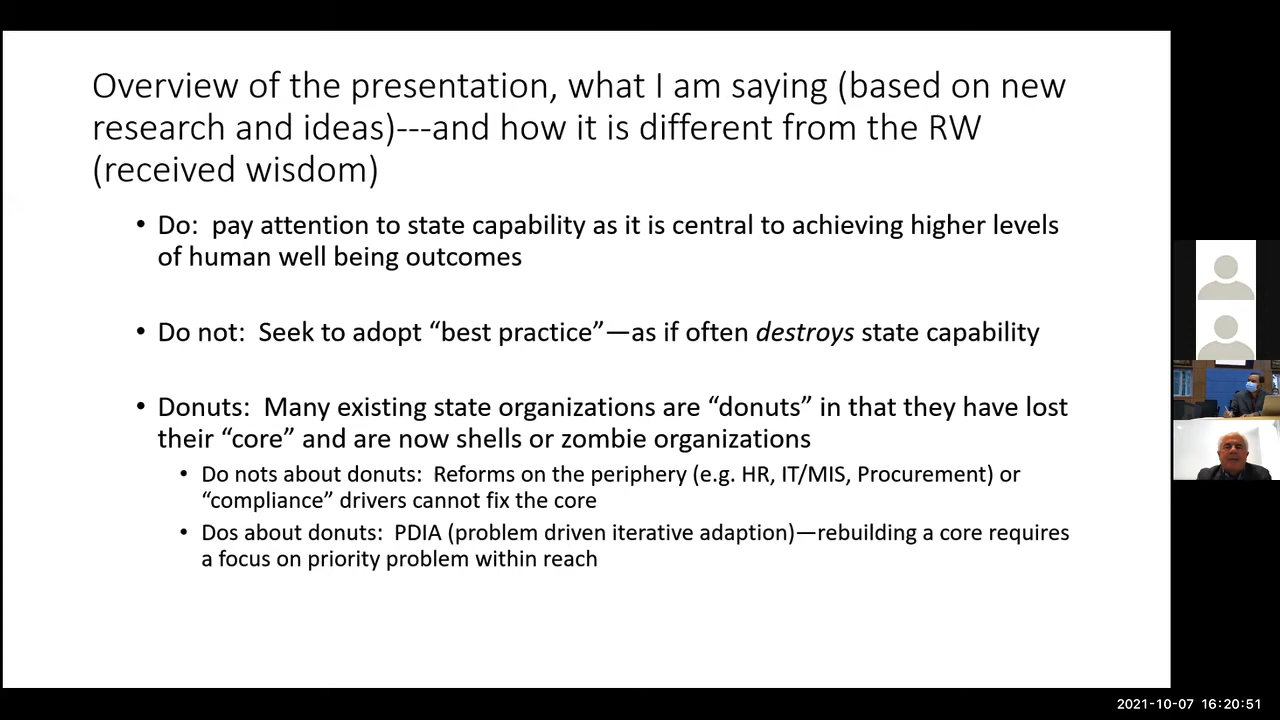 Overview of the presentation, what I am saying (based on new
research and ideas)---and how it is different from the RW
(received wisdom)
• Do:  pay attention to state capability as it is central to achieving higher levels
of human well being outcomes
• Do not:  Seek to adopt “best practice”—as if often destroys state capability
• Donuts:  Many existing state organizations are “donuts” in that they have lost
their “core” and are now shells or zombie organizations
• Do nots about donuts:  Reforms on the periphery (e.g. HR, IT/MIS, Procurement) or
“compliance” drivers cannot fix the core
• Dos about donuts:  PDIA (problem driven iterative adaption)—rebuilding a core requires
a focus on priority problem within reach
2021-10-07 16:20:51